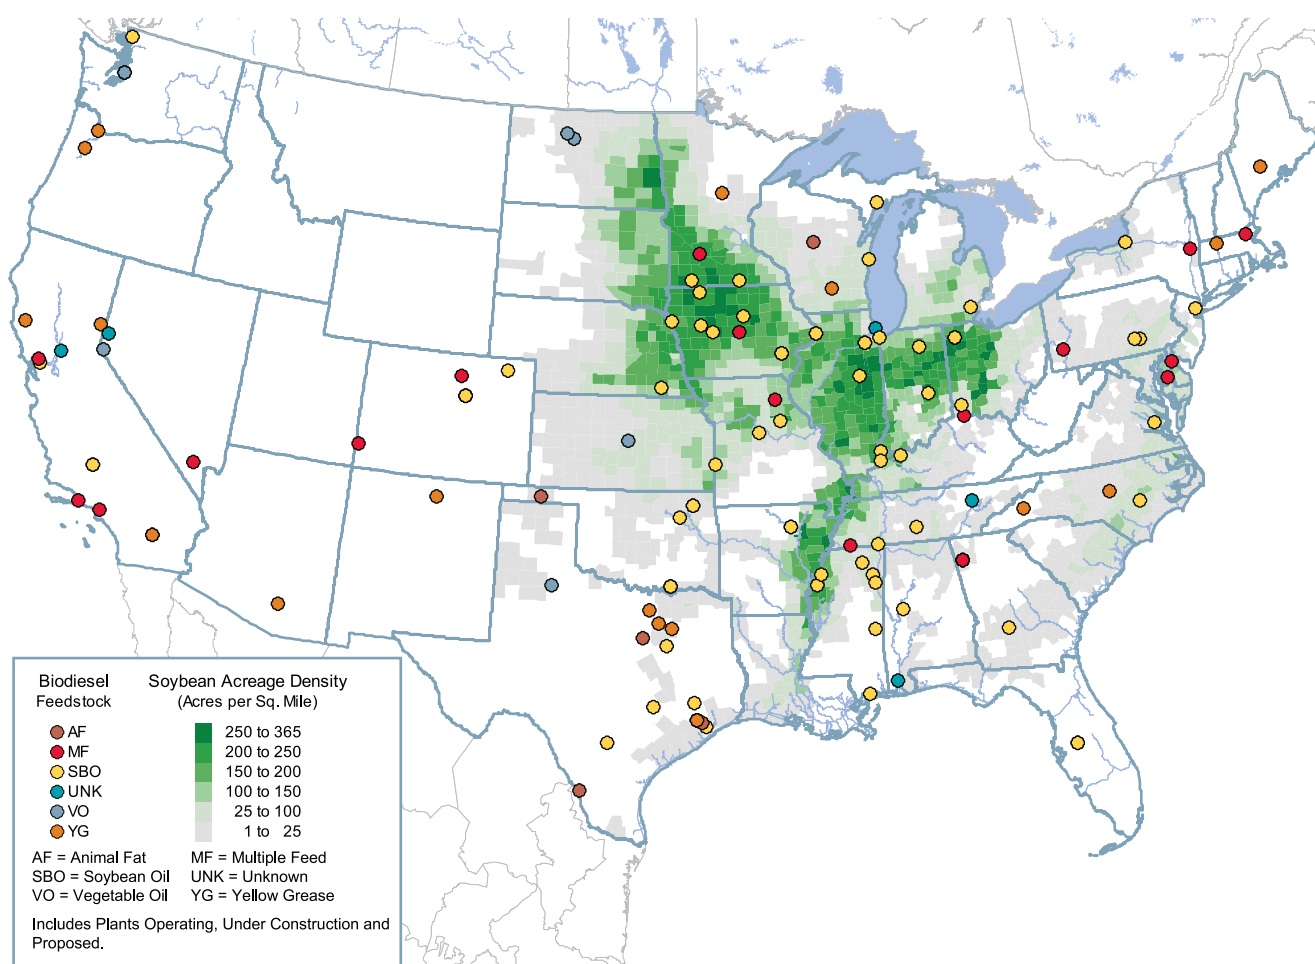 Biodiesel
Feedstock
AF
MF
SBO
UNK
VO
YG
Soybean Acreage Density
(Acres per Sq. Mile)
250 to 365
200 to 250
150 to 200
100 to 150
25 to 100
1 to 25
AF = Animal Fat
SBO = Soybean Oil
VO = Vegetable Oil
MF = Multiple Feed
UNK = Unknown
YG = Yellow Grease
Includes Plants Operating, Under Construction and
Proposed.